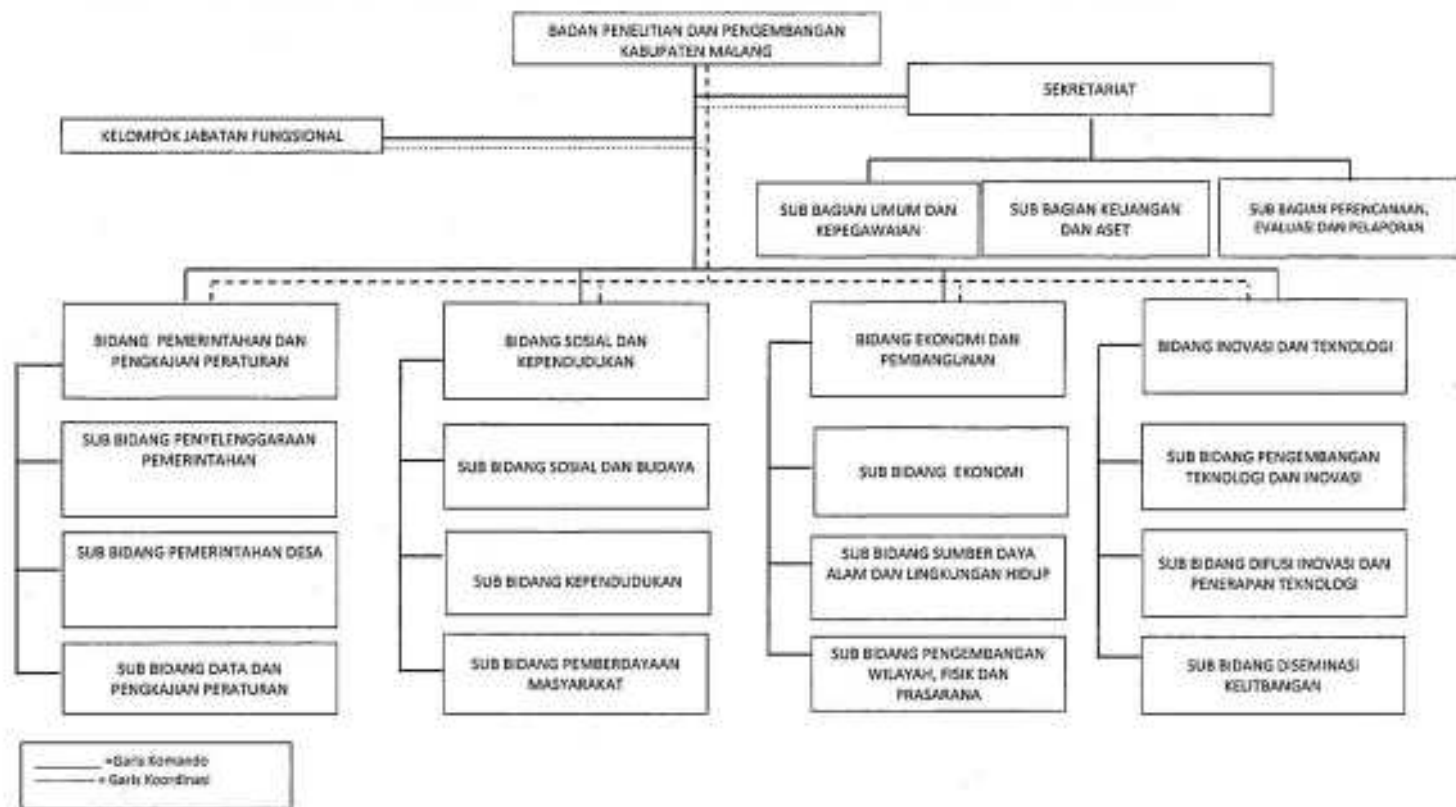 BADAN PENELITIAN DAN PENGEMBANGAN
KABUPATEN MALANG
SEKRETARIAT
KELOMPOK JABATAN FUNGSIONAL
SUB BAGIAN UMUM DAN
KEPEGAWAIAN
SUB BAGIAN KEUANGAN
DAN ASET
SUB BAGIAN PERENCANAAN,
EVALUASI DAN PELAPORAN
BIDANG PEMERINTAHAN DAN
PENGKAJIAN PERATURAN
BIDANG SOSIAL DAN
KEPENDUDUKAN
BIDANG EKONOMI DAN
PEMBANGUNAN
BIDANG INOVASI DAN TEKNOLOGI
SUB BIDANG PENYELENGGARAAN
PEMERINTAHAN
SUB BIDANG SOSIAL DAN BUDAYA
SUB BIDANG EKONOMI
SUB BIDANG PENGEMBANGAN
TEKNOLOGI DAN INOVASI
SUB BIDANG PEMERINTAHAN DESA
SUB BIDANG KEPENDUDUKAN
SUB BIDANG SUMBER DAYA
ALAM DAN LINGKUNGAN HIDUP
SUB BIDANG DIFUSI INOVASI DAN
PENERAPAN TEKNOLOGI
SUB BIDANG DATA DAN
PENGKAJIAN PERATURAN
SUB BIDANG PEMBERDAYAAN
MASYARAKAT
SUB BIDANG PENGEMBANGAN
WILAYAH, FISIK DAN
PRASARANA
SUB BIDANG DISEMINASI
KELITBANGAN
=Garis Komando
= Garis Koordinasi